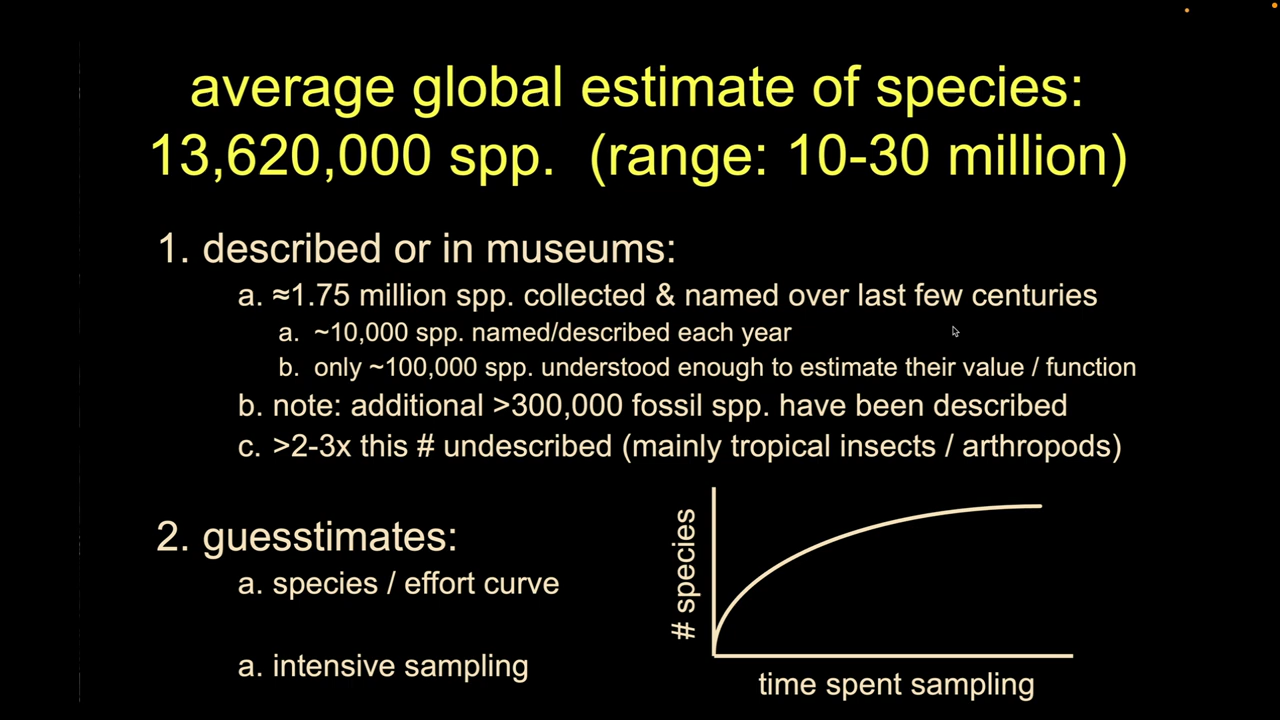 average global estimate of species:
13,620,000 spp. (range: 10-30 million)
1. described or in museums:
a. ≈1.75 million spp. collected & named over last few centuries
a. ~10,000 spp. named/described each year
b. only ~100,000 spp. understood enough to estimate their value / function
b. note: additional >300,000 fossil spp. have been described
c. >2-3x this # undescribed (mainly tropical insects / arthropods)
2. guesstimates:
a. species / effort curve
a. intensive sampling
# species
time spent sampling